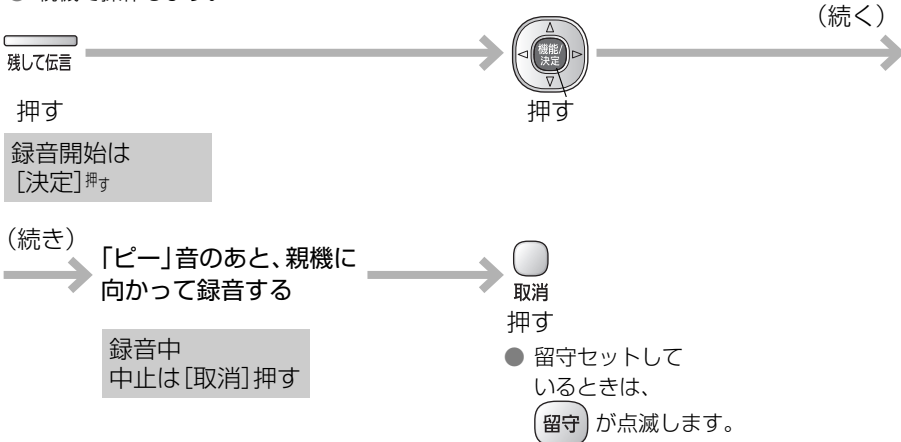 (続く)
残して伝言
機能/
決定
押す
押す
録音開始は
[決定]押す
(続き)
「ピー」音のあと、親機に
向かって録音する
取消
押す
録音中
中止は[取消]押す
● 留守セットして
いるときは、
留守 が点滅します。